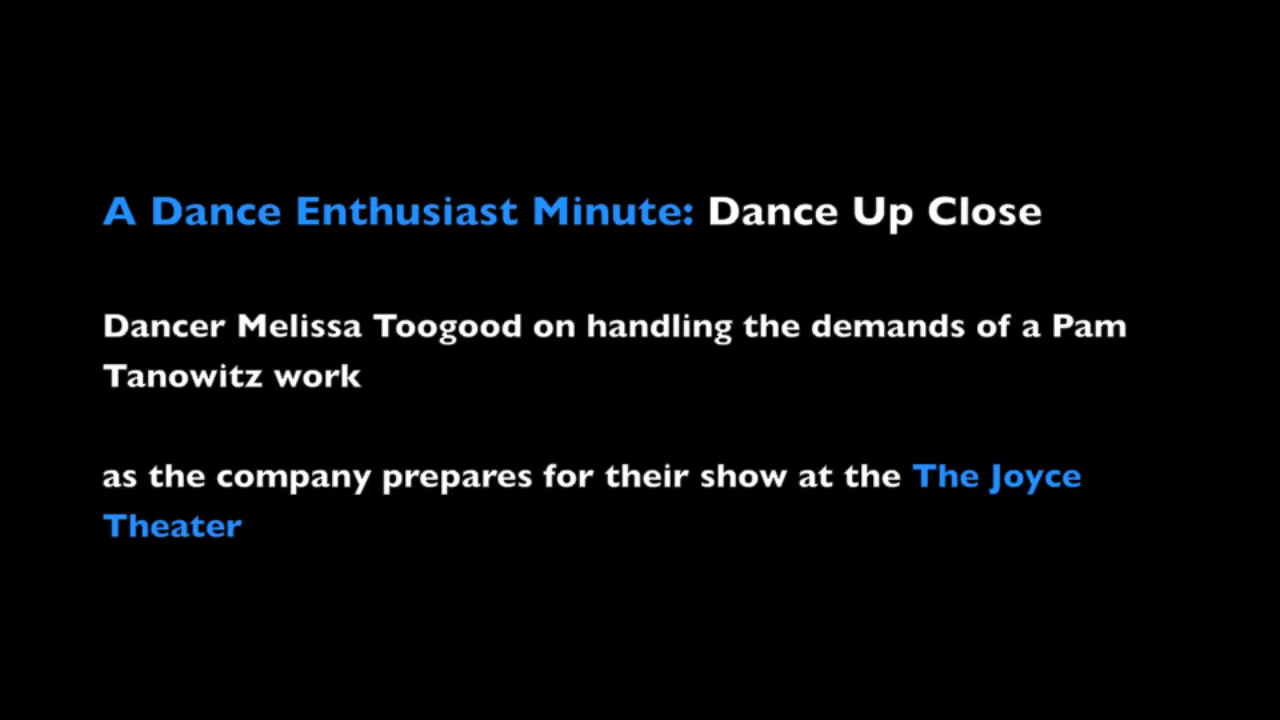 A Dance Enthusiast Minute: Dance Up Close
Dancer Melissa Toogood on handling the demands of a Pam
Tanowitz work
as the company prepares for their show at the The Joyce
Theater